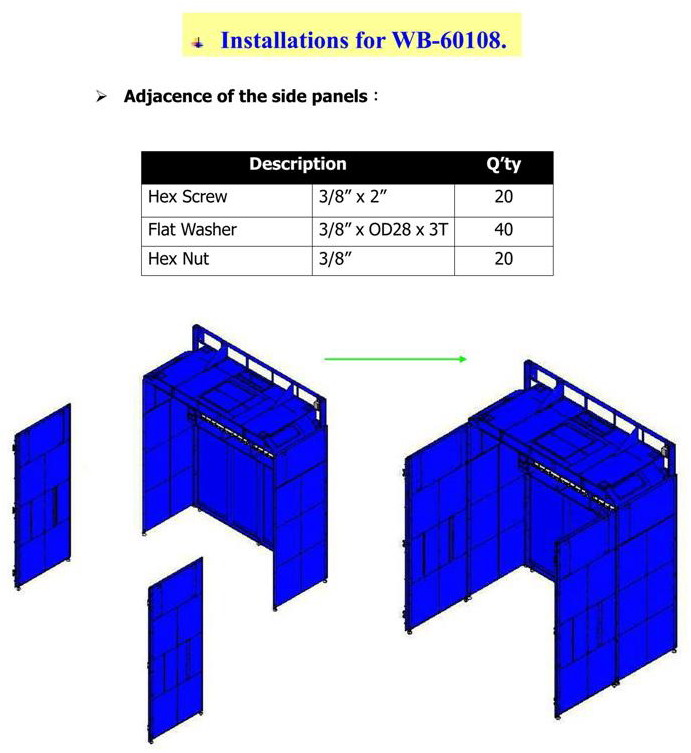 Installations for WB-60108.
Adjacence of the side panels：
Description Q’ty
Hex Screw 3/8” x 2” 20
Flat Washer 3/8” x OD28 x 3T 40
Hex Nut 3/8” 20